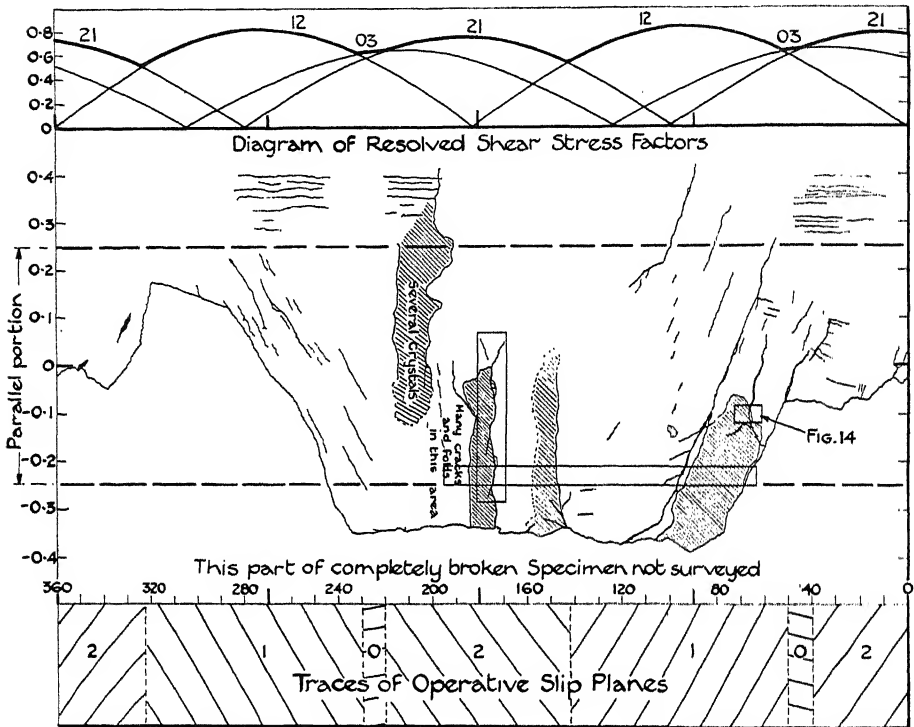 21 12 03 21 12 03 21
0.8
0.6
0.4
0.2
0
Diagram of Resolved Shear Stress Factors
0.4
0.3
0.2
0.1
0
-0.1
-0.2
-0.3
-0.4
Parallel portion
Several Crystals
Many cracks
and falls
in this area
FIG. 14
This part of completely broken Specimen not surveyed
360 320 280 240 200 160 120 80 40 0
2 1 0 2 1 0 2
Traces of Operative Slip Planes